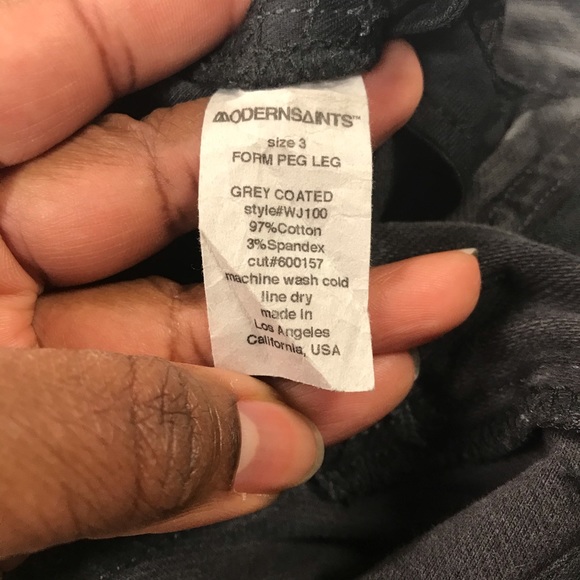 MODERNSAINTS™
size 3
FORM PEG LEG
GREY COATED
style#WJ100
97%Cotton
3%Spandex
cut#600157
machine wash cold
line dry
made in
Los Angeles
California, USA